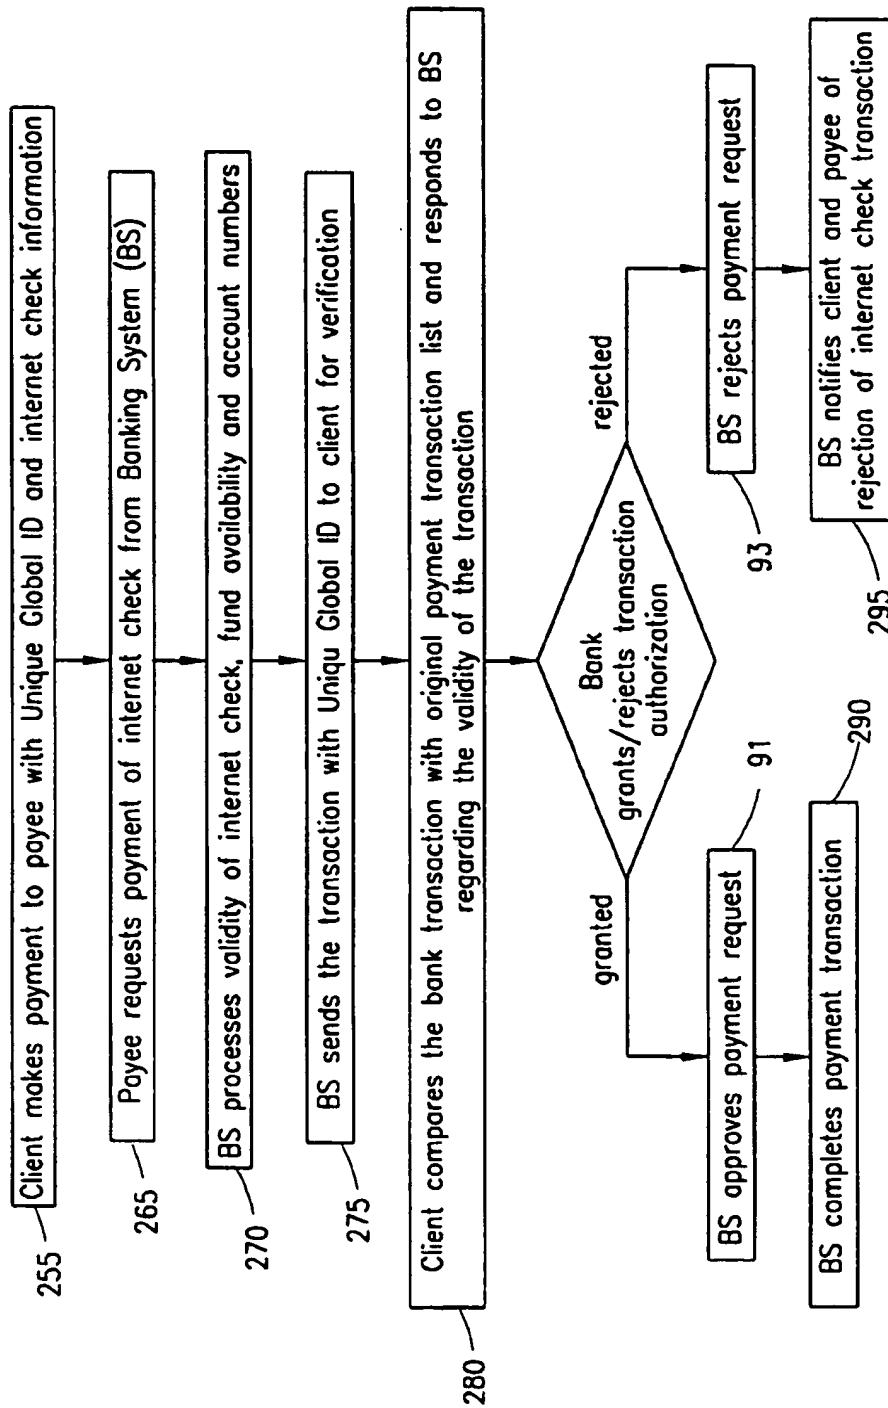 Client makes payment to payee with Unique Global ID and internet check information
255
Payee requests payment of internet check from Banking System (BS)
265
BS processes validity of internet check, fund availability and account numbers
270
BS sends the transaction with Uniqu Global ID to client for verification
275
Client compares the bank transaction with original payment transaction list and responds to BS
regarding the validity of the transaction
280
Bank
grants/rejects transaction
authorization
granted
rejected
BS approves payment request
91
BS rejects payment request
93
BS completes payment transaction
290
BS notifies client and payee of
rejection of internet check transaction
295